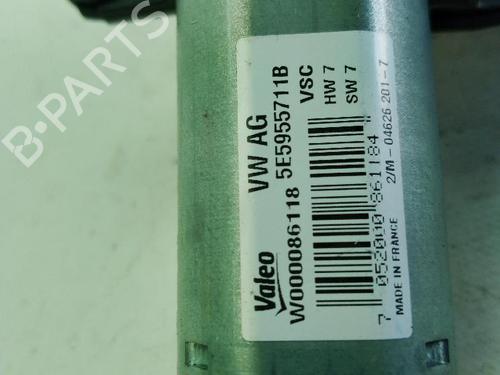 Valeo
VW AG
W000086118
5E5955711B
VSC
HW 7
SW 7
7 052000 861184
2/M - 04626 201-7
MADE IN FRANCE
B-PARTS